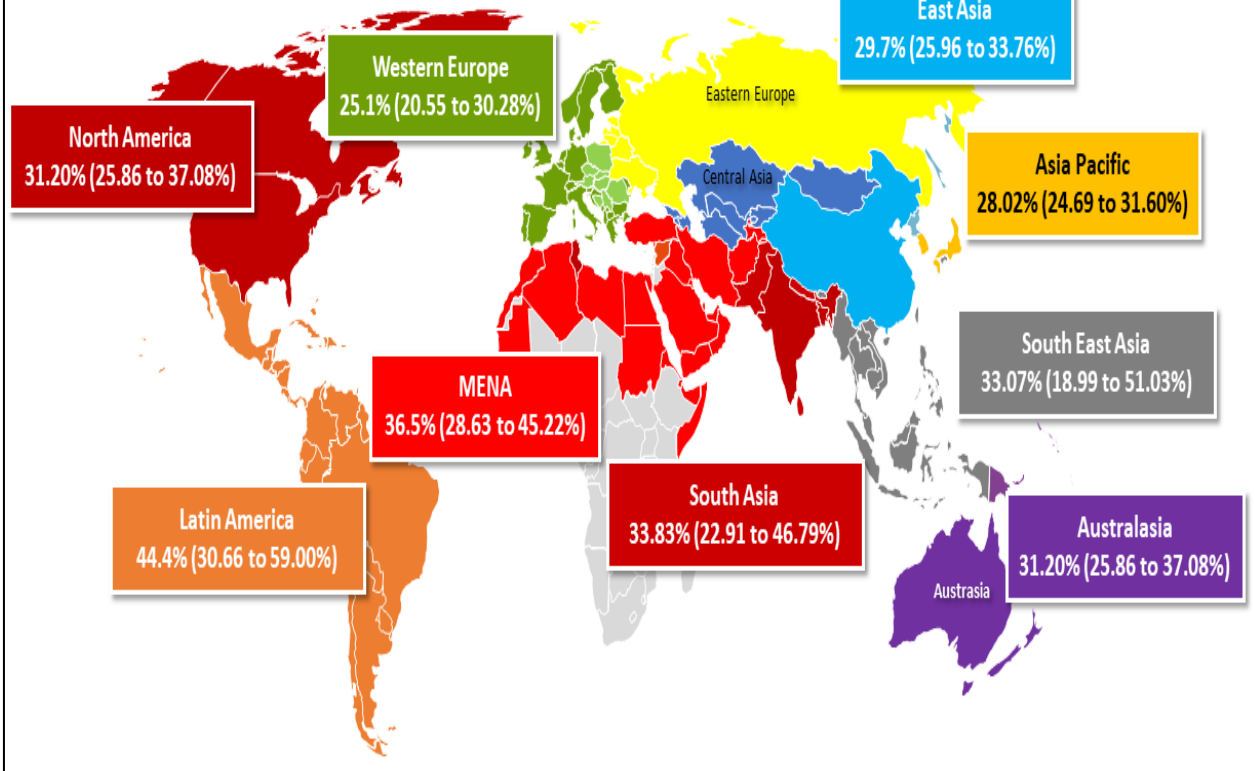 East Asia
29.7% (25.96 to 33.76%)
Western Europe
25.1% (20.55 to 30.28%)
Eastern Europe
North America
31.20% (25.86 to 37.08%)
Asia Pacific
28.02% (24.69 to 31.60%)
Central Asia
South East Asia
33.07% (18.99 to 51.03%)
MENA
36.5% (28.63 to 45.22%)
South Asia
33.83% (22.91 to 46.79%)
Latin America
44.4% (30.66 to 59.00%)
Australasia
31.20% (25.86 to 37.08%)
Austrasia